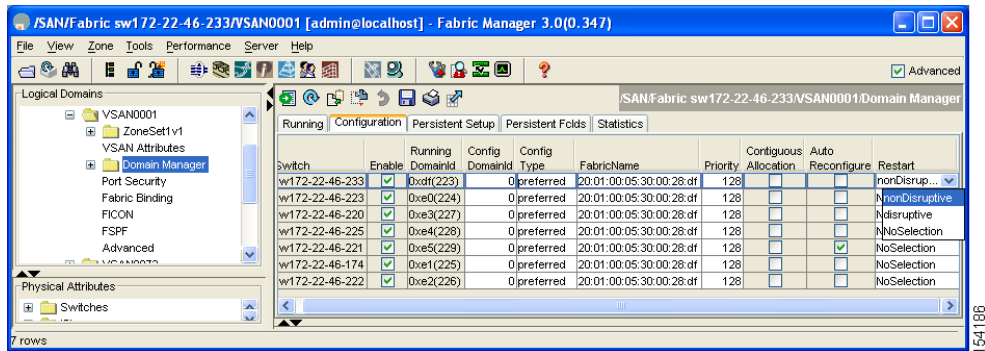 /SAN/Fabric sw172-22-46-233/VSAN0001 [admin@localhost] - Fabric Manager 3.0(0.347)
File View Zone Tools Performance Server Help
Advanced
Logical Domains
VSAN0001
ZoneSet1v1
VSAN Attributes
Domain Manager
Port Security
Fabric Binding
FICON
FSPF
Advanced
Physical Attributes
Switches
/SAN/Fabric sw172-22-46-233/VSAN0001/Domain Manager
Running Configuration Persistent Setup Persistent FcIds Statistics
Switch Enable Running DomainId Config DomainId Config Type FabricName Priority Contiguous Allocation Auto Reconfigure Restart
w172-22-46-233 0xdf(223) 0 preferred 20:01:00:05:30:00:28:df 128 nonDisrup...
w172-22-46-223 0xe0(224) 0 preferred 20:01:00:05:30:00:28:df 128 N nonDisruptive
w172-22-46-220 0xe3(227) 0 preferred 20:01:00:05:30:00:28:df 128 N disruptive
w172-22-46-225 0xe4(228) 0 preferred 20:01:00:05:30:00:28:df 128 N NoSelection
w172-22-46-221 0xe5(229) 0 preferred 20:01:00:05:30:00:28:df 128 NoSelection
w172-22-46-174 0xe1(225) 0 preferred 20:01:00:05:30:00:28:df 128 NoSelection
w172-22-46-222 0xe2(226) 0 preferred 20:01:00:05:30:00:28:df 128 NoSelection
7 rows
154186